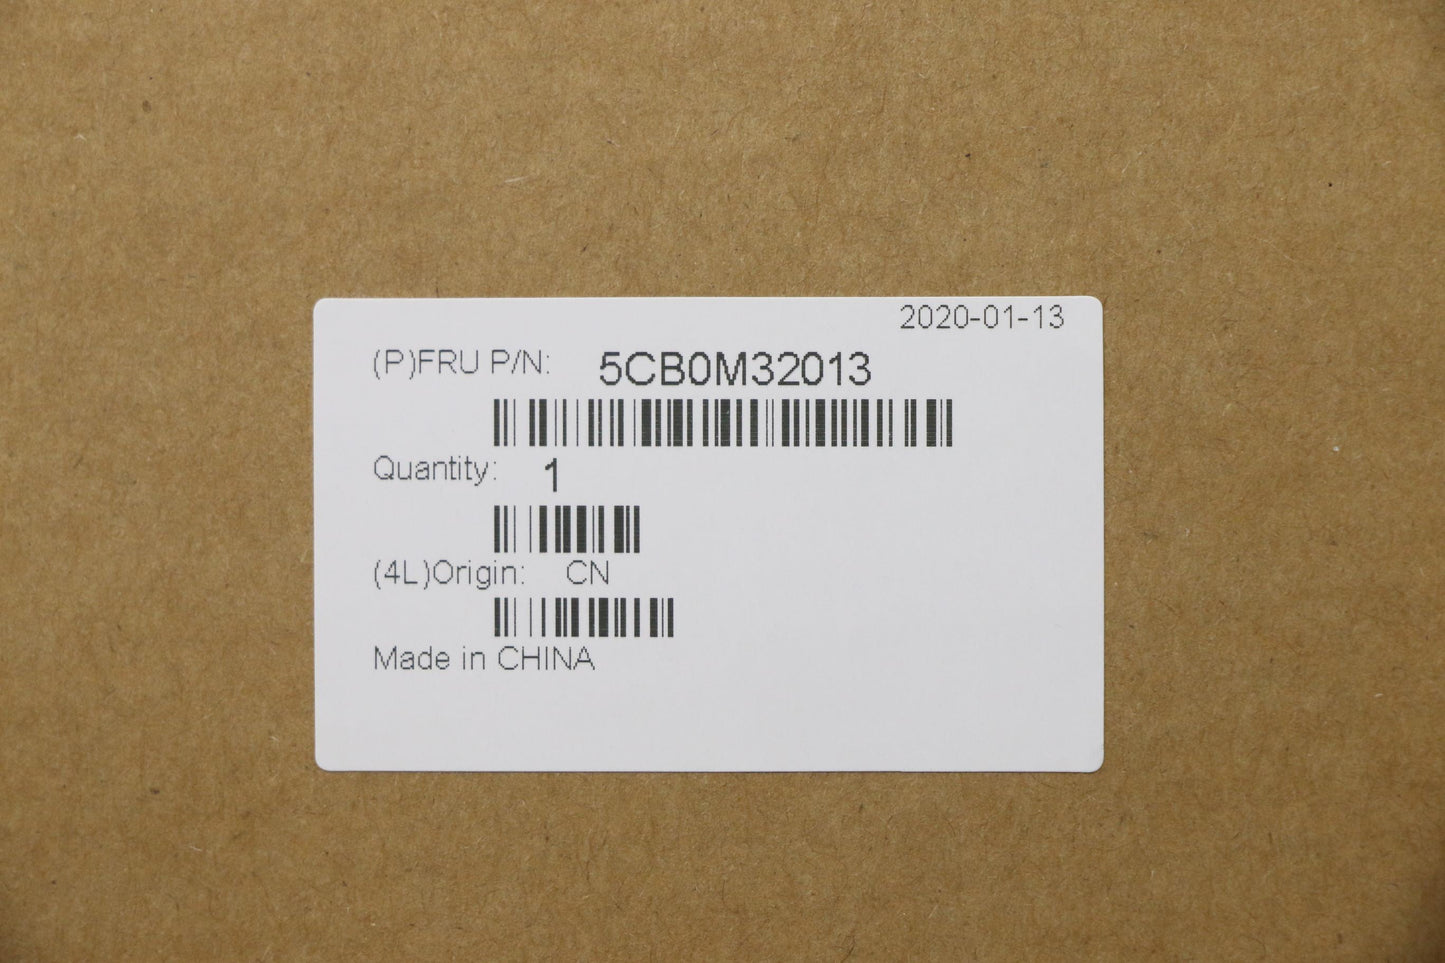 2020-01-13
(P)FRU P/N: 5CB0M32013
Quantity: 1
(4L)Origin: CN
Made in CHINA